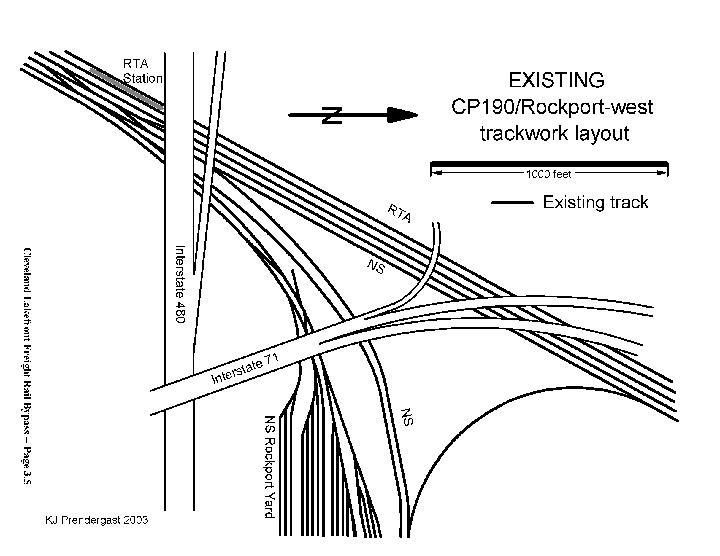 RTA
Station
EXISTING
CP190/Rockport-west
trackwork layout
N
1000 feet
Existing track
RTA
NS
Interstate 480
Interstate 71
NS
NS Rockport Yard
Cleveland Lakefront Freight Rail Bypass – Page 3.5
KJ Prendergast 2003